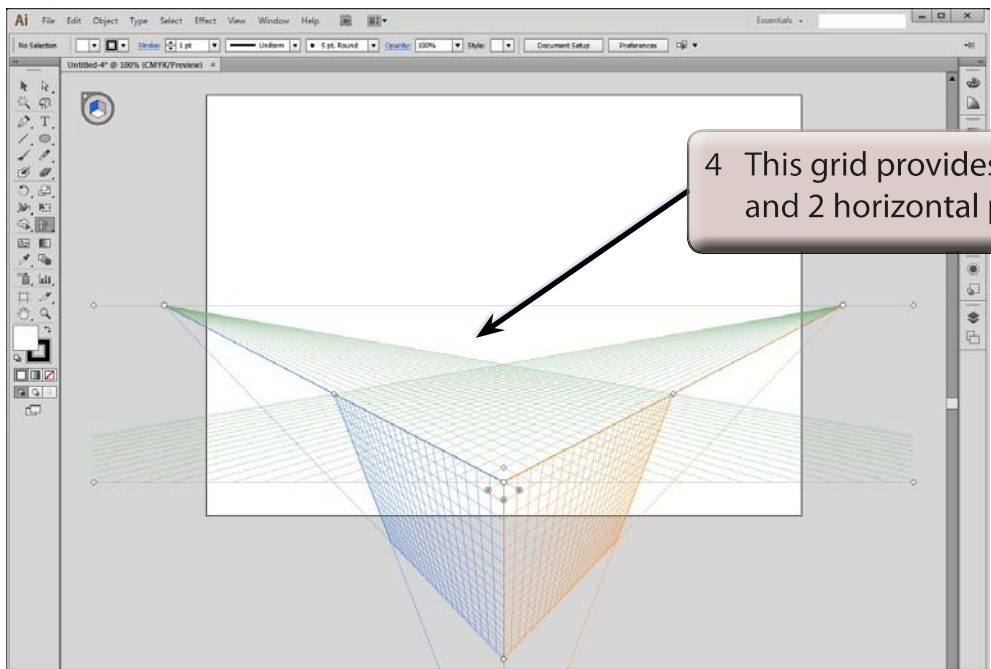 Ai File Edit Object Type Select Effect View Window Help Br Essentials
No Selection Stroke: 1 pt Uniform 5 pt. Round Opacity: 100% Style: Document Setup Preferences
Untitled-4* @ 100% (CMYK/Preview) ×
4 This grid provides
and 2 horizontal p